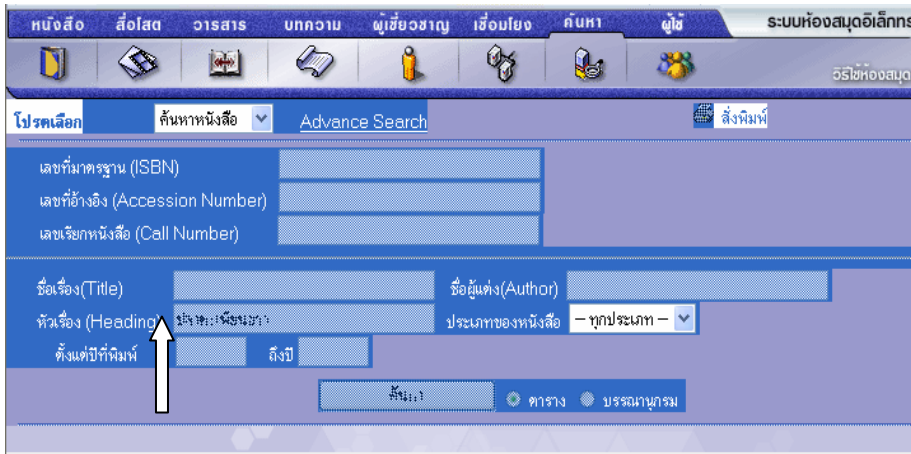 หนังสือ สื่อโสต วารสาร บทความ ผู้เชี่ยวชาญ เชื่อมโยง ค้นหา ผู้ใช้ ระบบห้องสมุดอิเล็กทร
วิธีใช้ห้องสมุด
โปรดเลือก ค้นหาหนังสือ Advance Search สั่งพิมพ์
เลขที่มาตรฐาน (ISBN)
เลขที่อ้างอิง (Accession Number)
เลขเรียกหนังสือ (Call Number)
ชื่อเรื่อง(Title) ชื่อผู้แต่ง(Author)
หัวเรื่อง (Heading) ประเภทของหนังสือ – ทุกประเภท –
ตั้งแต่ปีที่พิมพ์ ถึงปี
ค้นหา ตาราง บรรณานุกรม